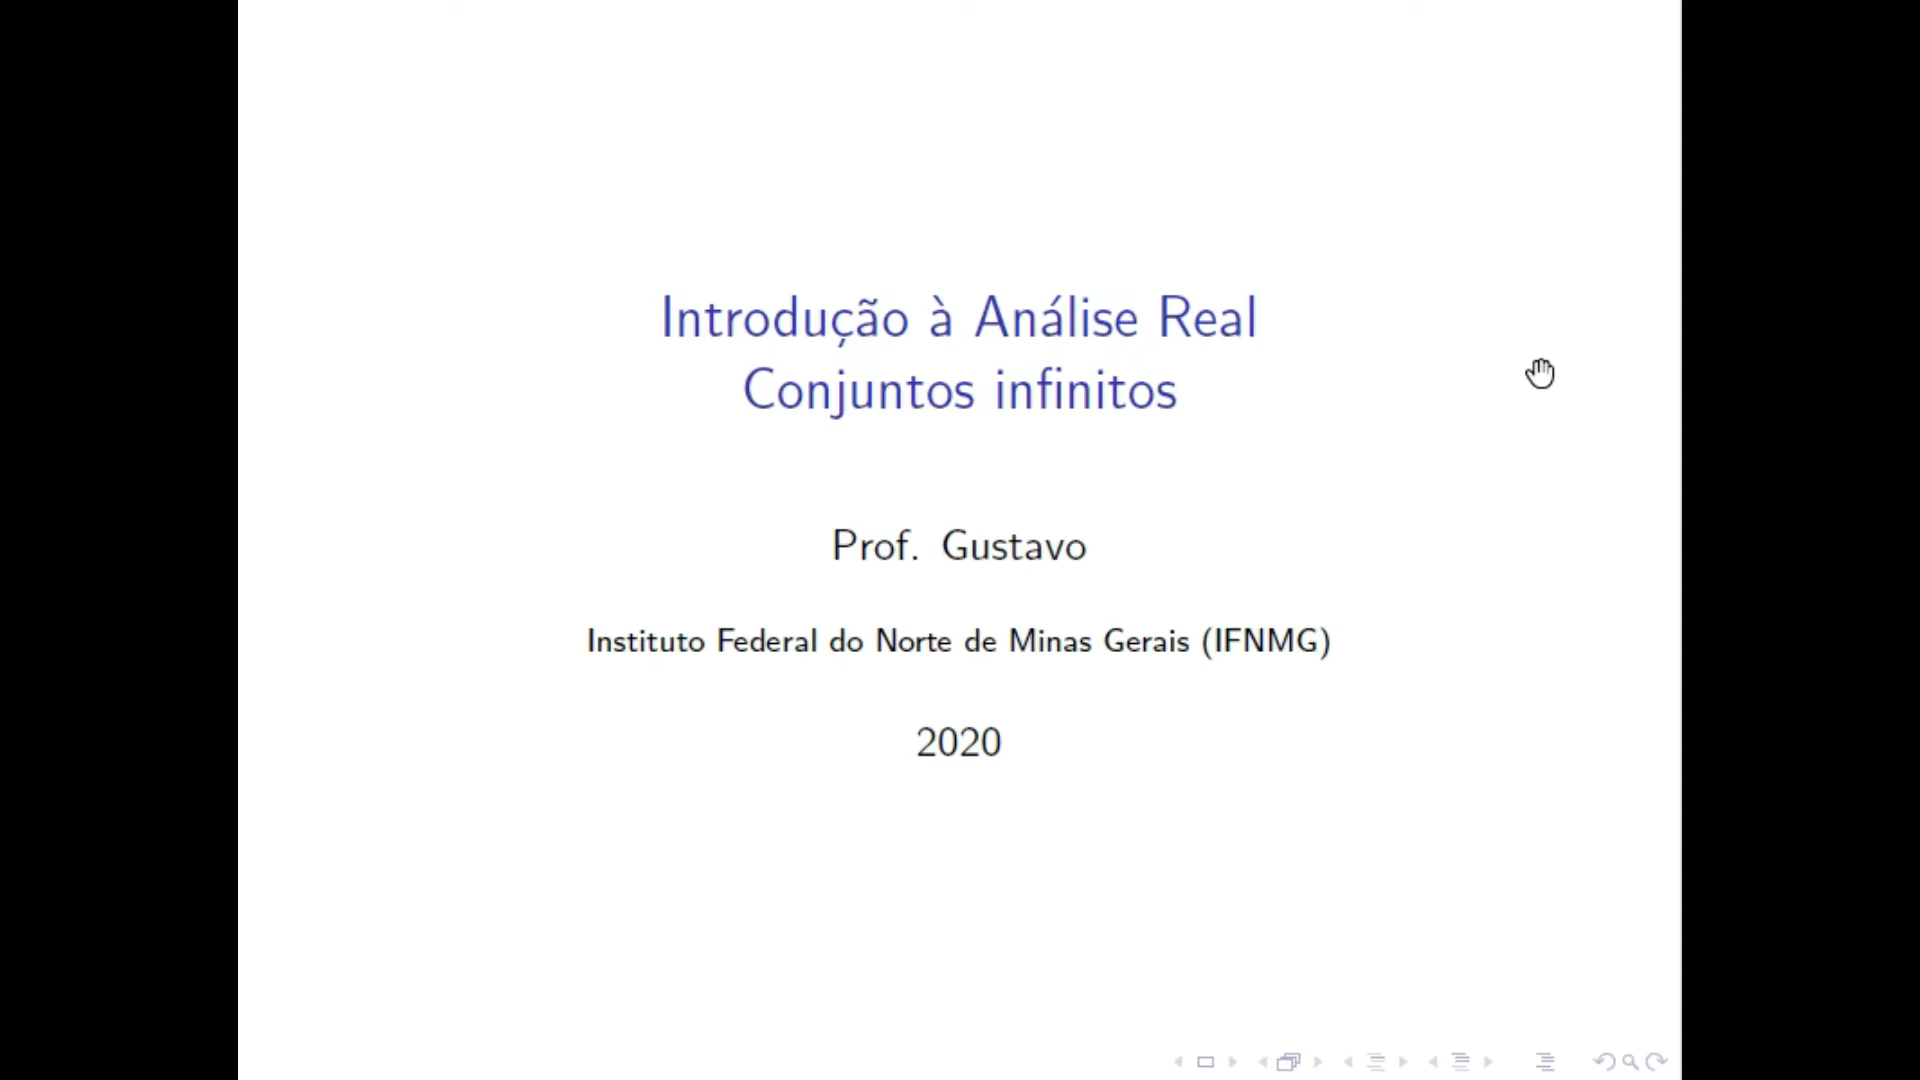 Introdução à Análise Real
Conjuntos infinitos
Prof. Gustavo
Instituto Federal do Norte de Minas Gerais (IFNMG)
2020